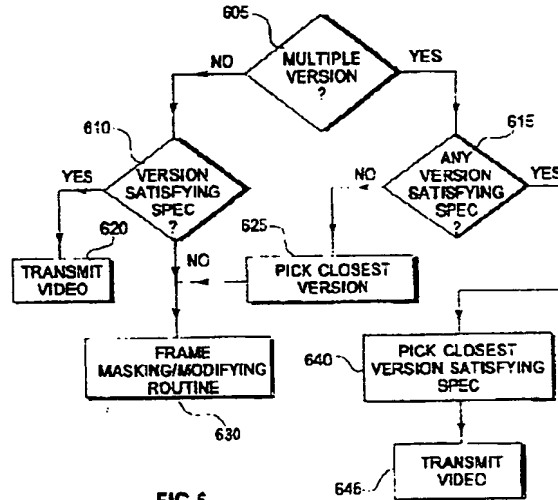 605
MULTIPLE
VERSION
?
NO
YES
610
VERSION
SATISFYING
SPEC
?
YES
NO
615
ANY
VERSION
SATISFYING
SPEC
?
NO
YES
620
TRANSMIT
VIDEO
625
PICK CLOSEST
VERSION
FRAME
MASKING/MODIFYING
ROUTINE
630
640
PICK CLOSEST
VERSION SATISFYING
SPEC
TRANSMIT
VIDEO